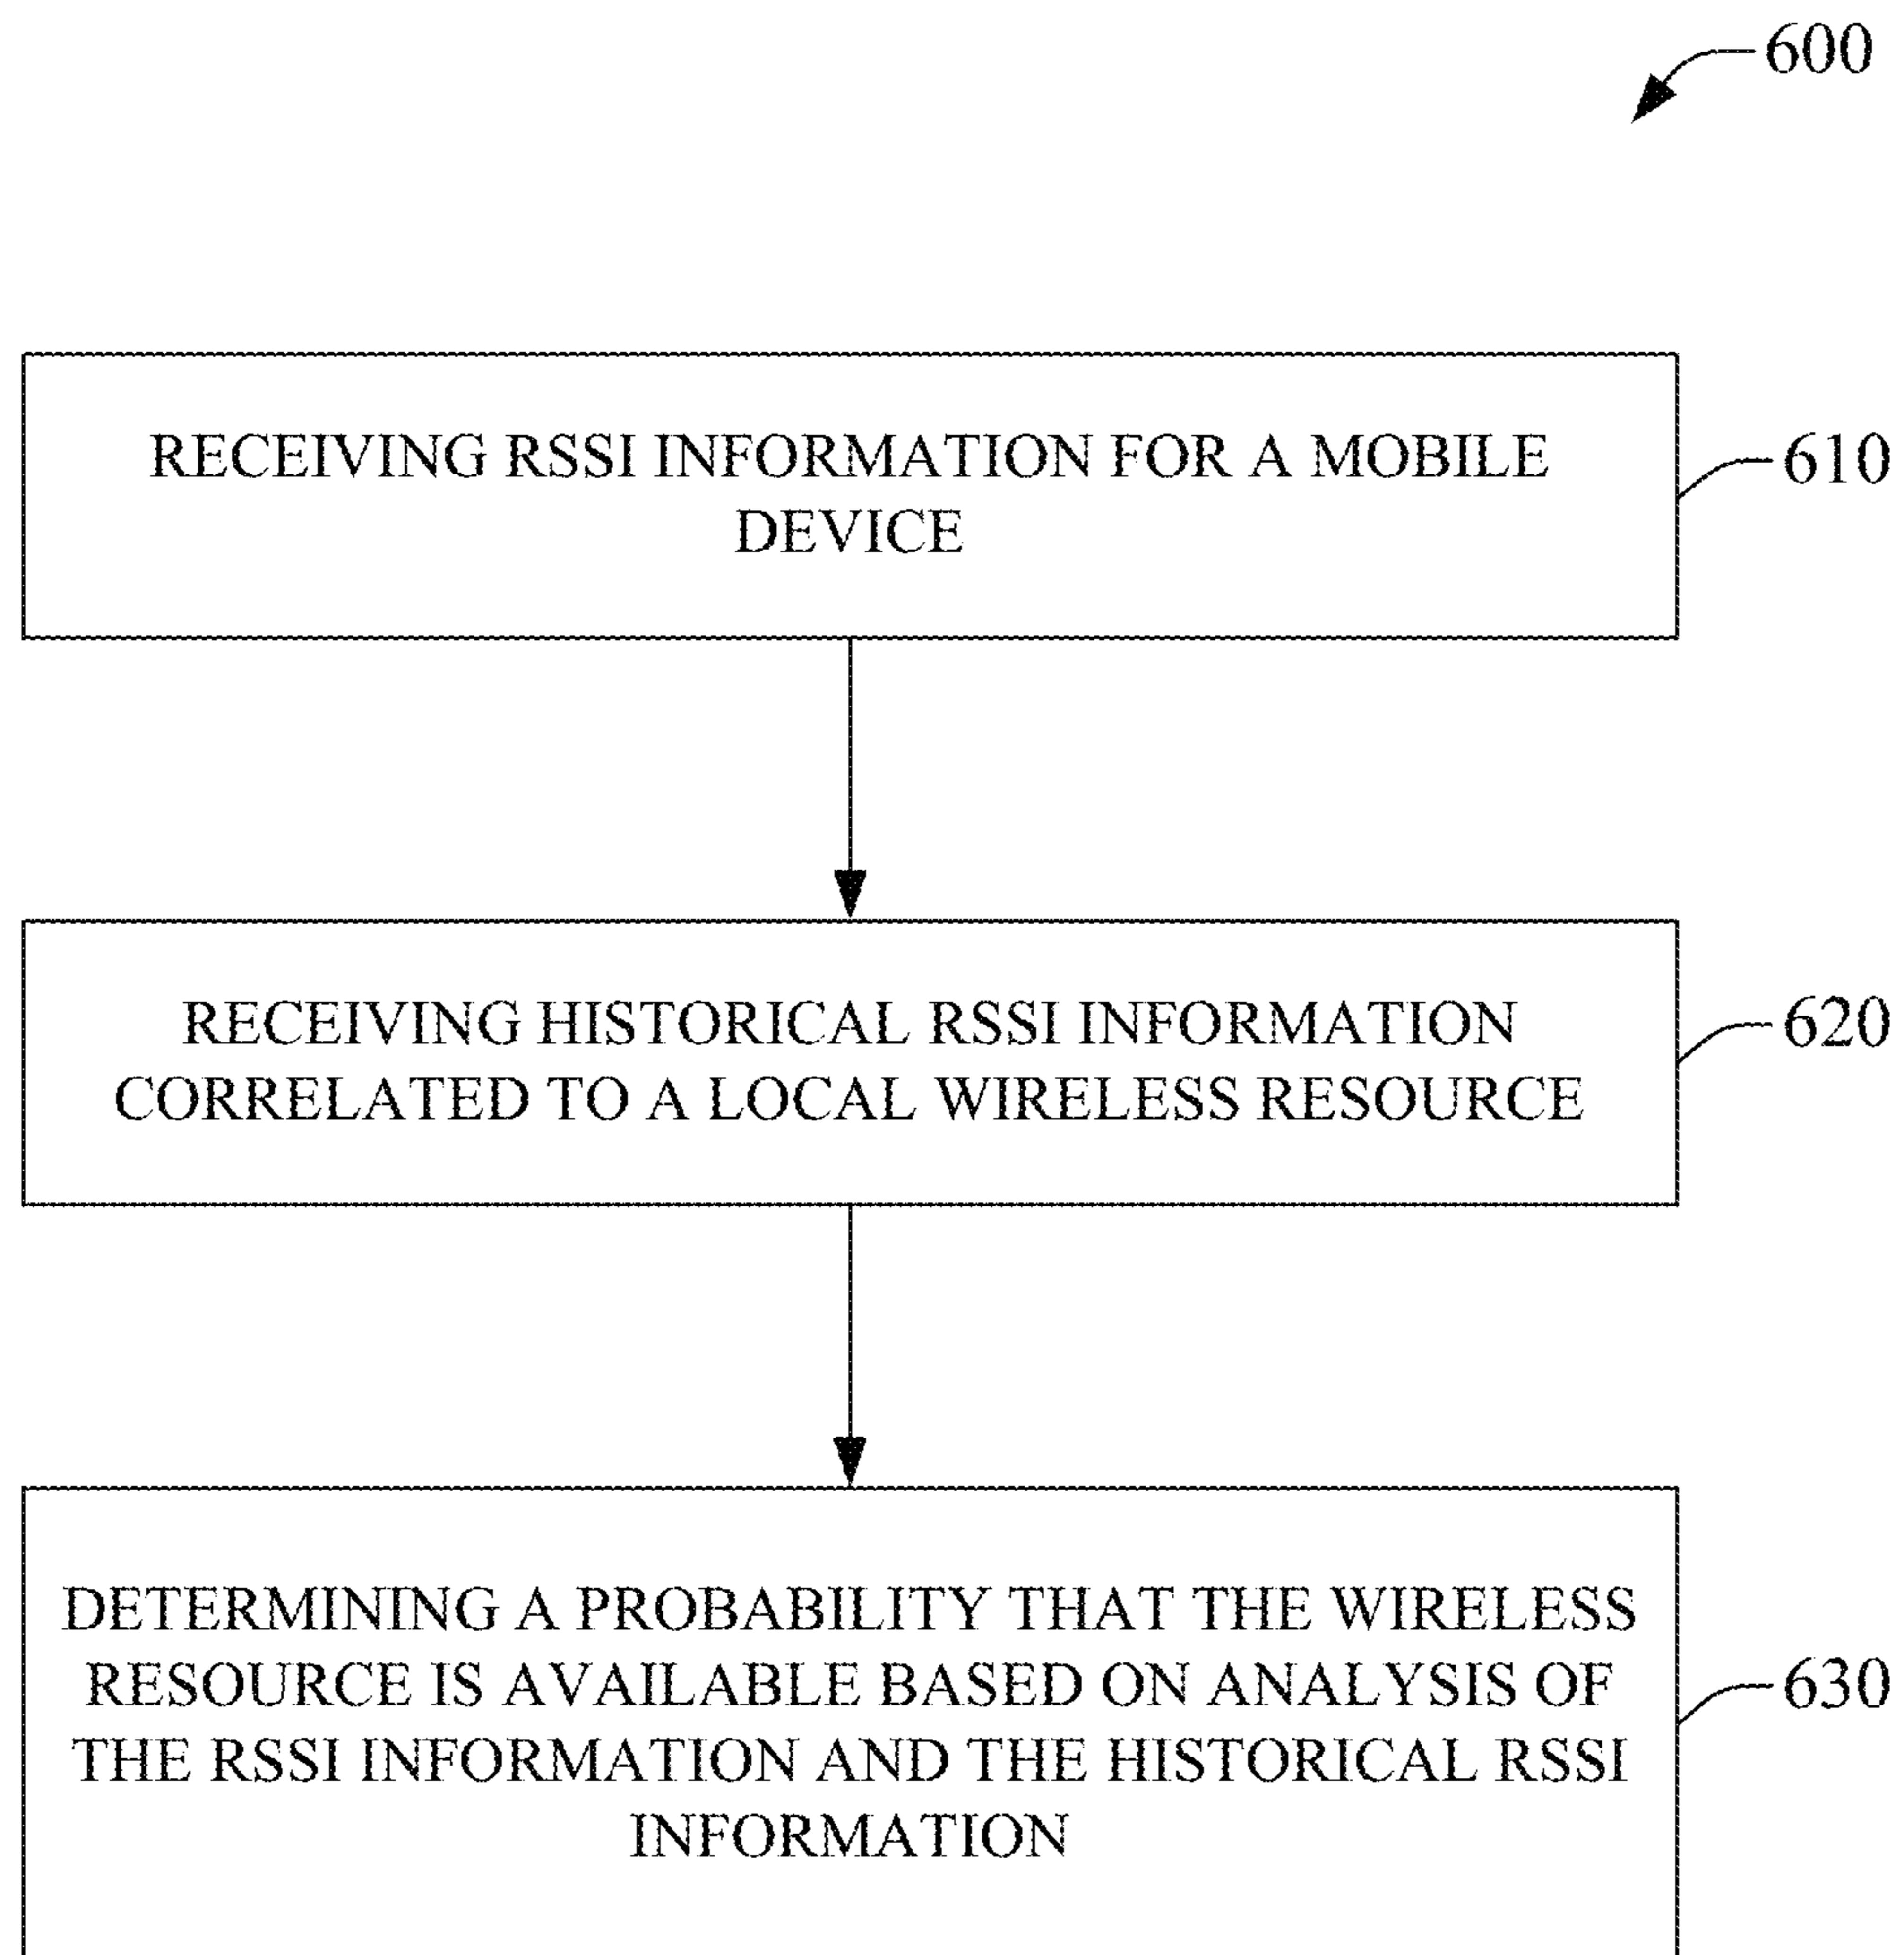 600
RECEIVING RSSI INFORMATION FOR A MOBILE
DEVICE
610
RECEIVING HISTORICAL RSSI INFORMATION
CORRELATED TO A LOCAL WIRELESS RESOURCE
620
DETERMINING A PROBABILITY THAT THE WIRELESS
RESOURCE IS AVAILABLE BASED ON ANALYSIS OF
THE RSSI INFORMATION AND THE HISTORICAL RSSI
INFORMATION
630